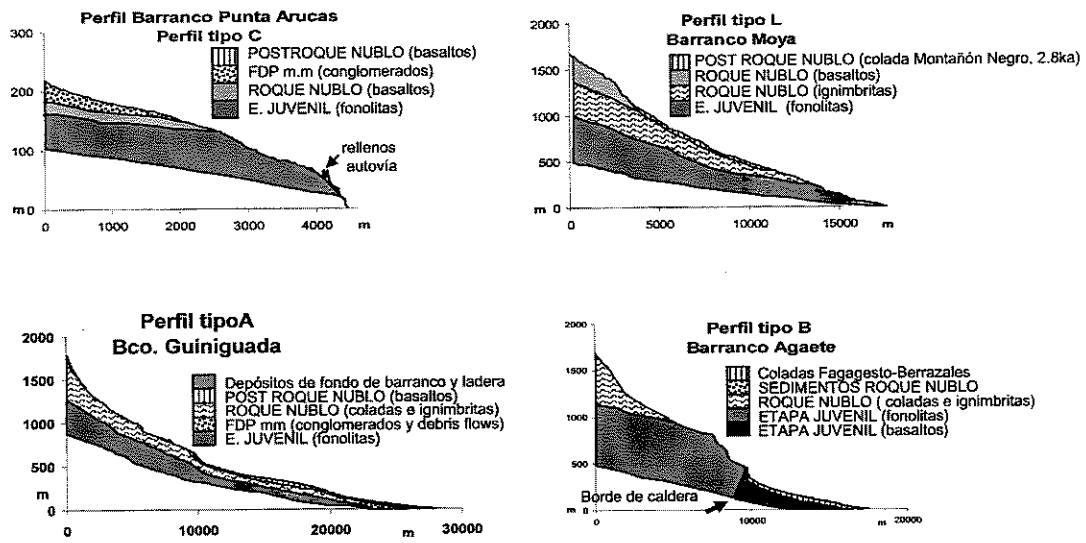 Perfil Barranco Punta Arucas
Perfil tipo C
300
200
100
m 0
POSTROQUE NUBLO (basaltos)
FDP m.m (conglomerados)
ROQUE NUBLO (basaltos)
E. JUVENIL (fonolitas)
rellenos
autovía
0 1000 2000 3000 4000 m
Perfil tipo L
Barranco Moya
2000
1500
1000
500
m 0
POST ROQUE NUBLO (colada Montañón Negro, 2.8ka)
ROQUE NUBLO (basaltos)
ROQUE NUBLO (ignimbritas)
E. JUVENIL (fonolitas)
0 5000 10000 15000 m
Perfil tipoA
Bco. Guiniguada
2000
1500
1000
500
m
0
Depósitos de fondo de barranco y ladera
POST ROQUE NUBLO (basaltos)
ROQUE NUBLO (coladas e ignimbritas)
FDP mm (conglomerados y debris flows)
E. JUVENIL (fonolitas)
0 10000 20000 m 30000
Perfil tipo B
Barranco Agaete
2000
1500
1000
500
m 0
Coladas Fagagesto-Berrazales
SEDIMENTOS ROQUE NUBLO
ROQUE NUBLO ( coladas e ignimbritas)
ETAPA JUVENIL (fonolitas)
ETAPA JUVENIL (basaltos)
Borde de caldera
0 10000 m 20000